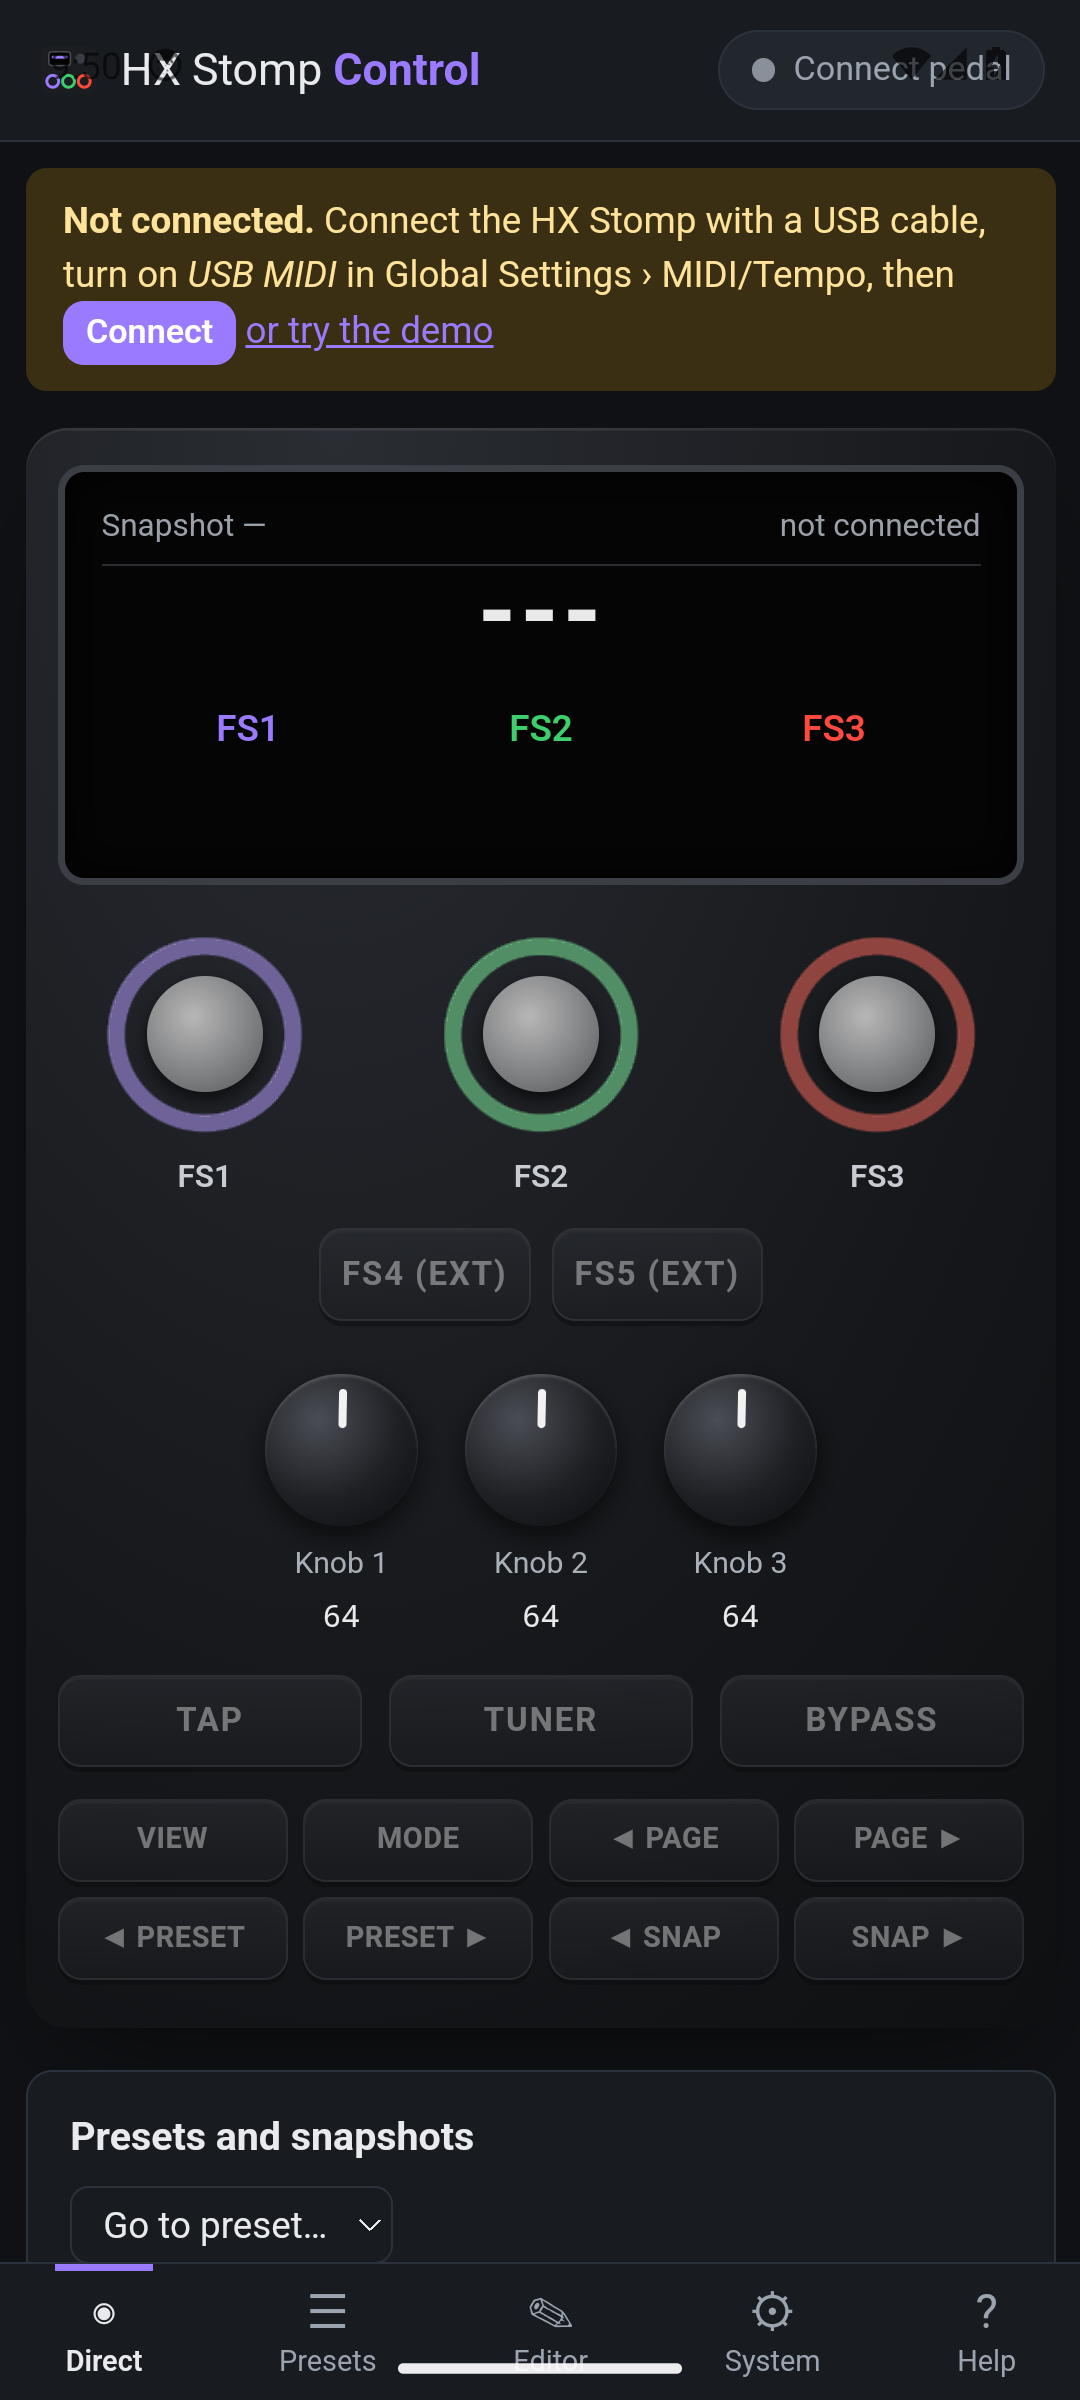 HX Stomp Control
Connect pedal
Not connected. Connect the HX Stomp with a USB cable,
turn on USB MIDI in Global Settings › MIDI/Tempo, then
Connect or try the demo
Snapshot — not connected
---
FS1 FS2 FS3
FS1 FS2 FS3
FS4 (EXT) FS5 (EXT)
Knob 1 Knob 2 Knob 3
64 64 64
TAP TUNER BYPASS
VIEW MODE ◀ PAGE PAGE ▶
◀ PRESET PRESET ▶ ◀ SNAP SNAP ▶
Presets and snapshots
Go to preset…
Direct Presets Editor System ? Help